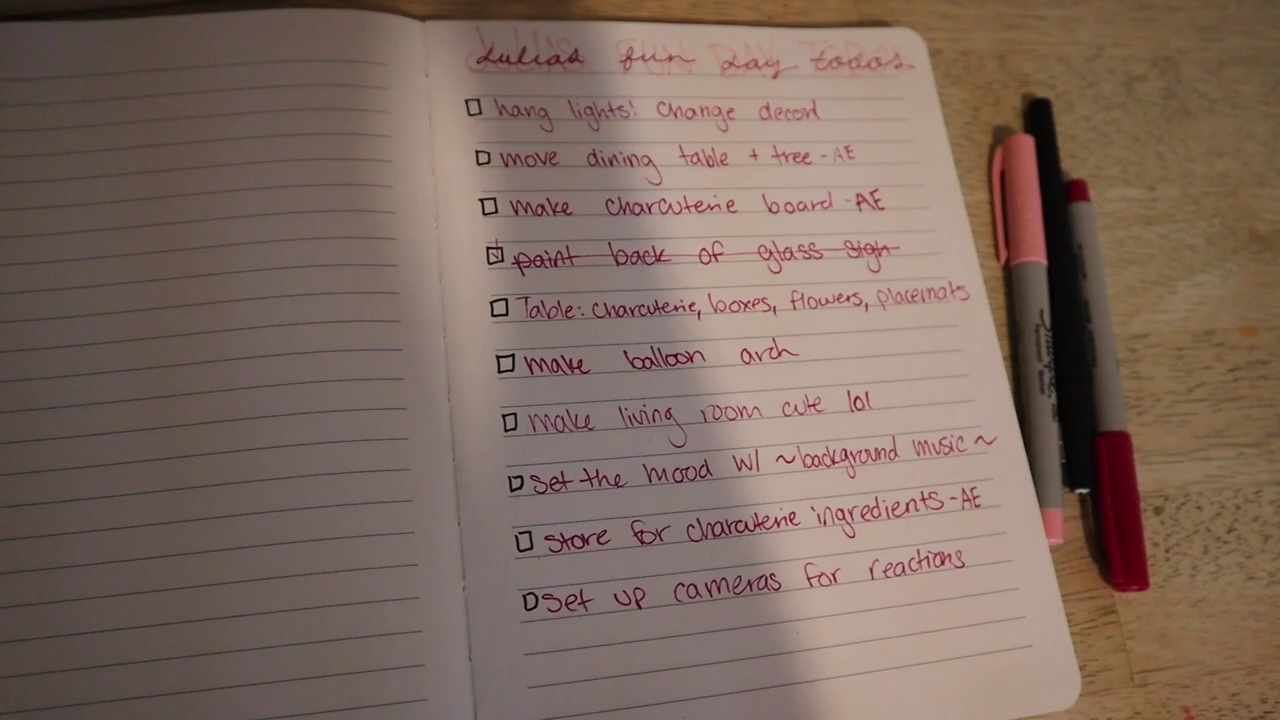 Julias fun day todos
hang lights! change decor!
move dining table + tree - AE
make charcuterie board - AE
paint back of glass sign
Table: charcuterie, boxes, flowers, placemats
make balloon arch
make living room cute lol
set the mood w/ ~background music~
store for charcuterie ingredients - AE
set up cameras for reactions
Sharpie